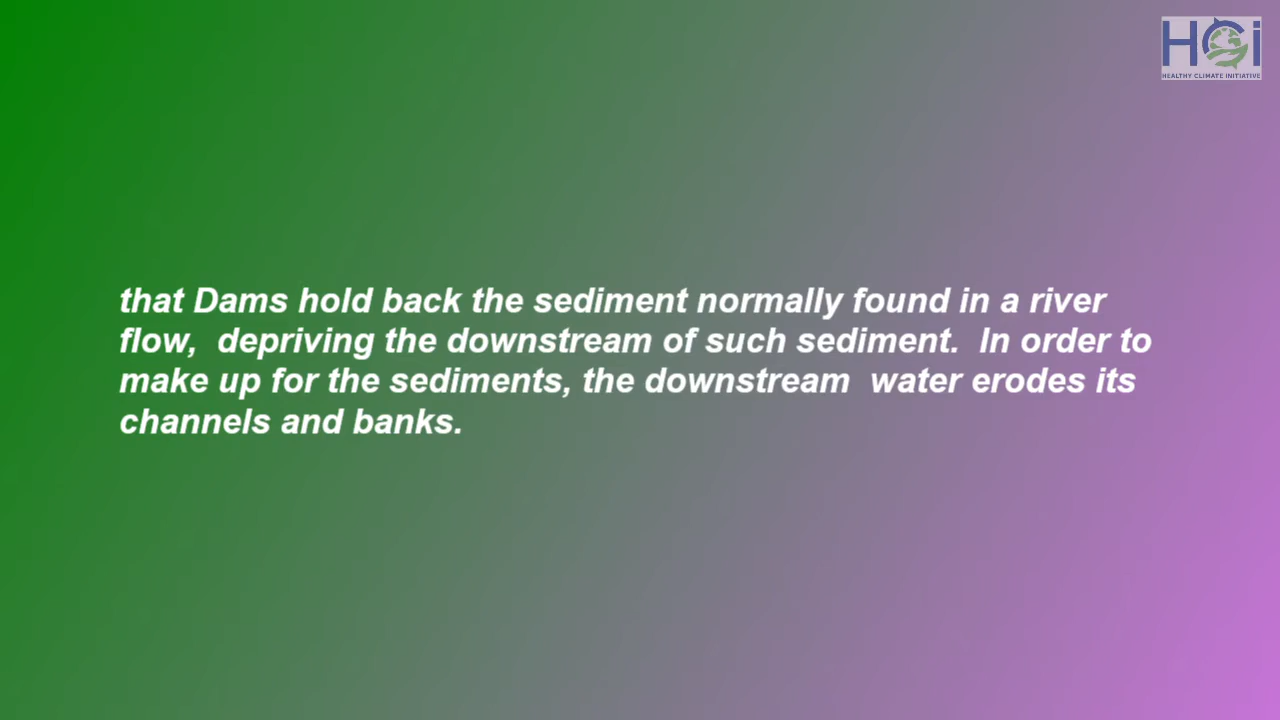 HCi
HEALTHY CLIMATE INITIATIVE
that Dams hold back the sediment normally found in a river
flow,  depriving the downstream of such sediment.  In order to
make up for the sediments, the downstream  water erodes its
channels and banks.